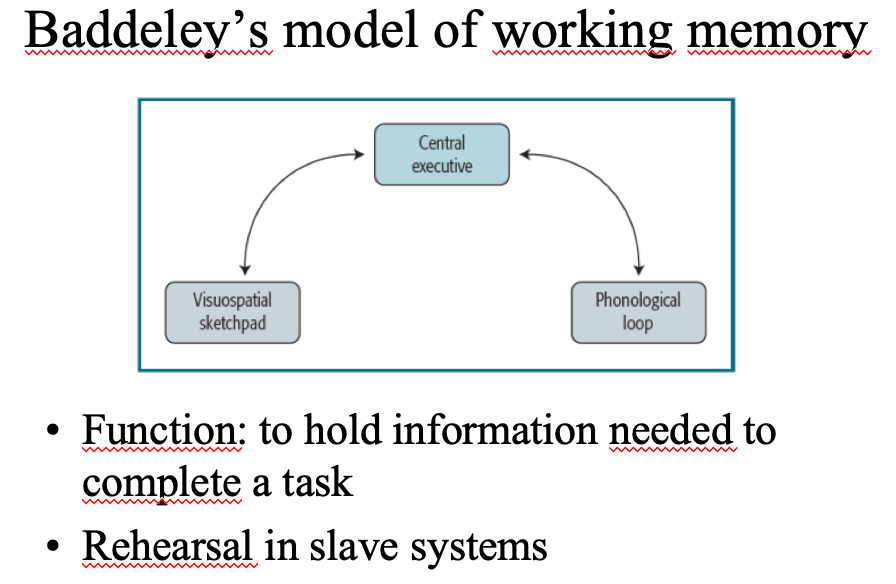 Baddeley’s model of working memory
Central
executive
Visuospatial
sketchpad
Phonological
loop
• Function: to hold information needed to
complete a task
• Rehearsal in slave systems